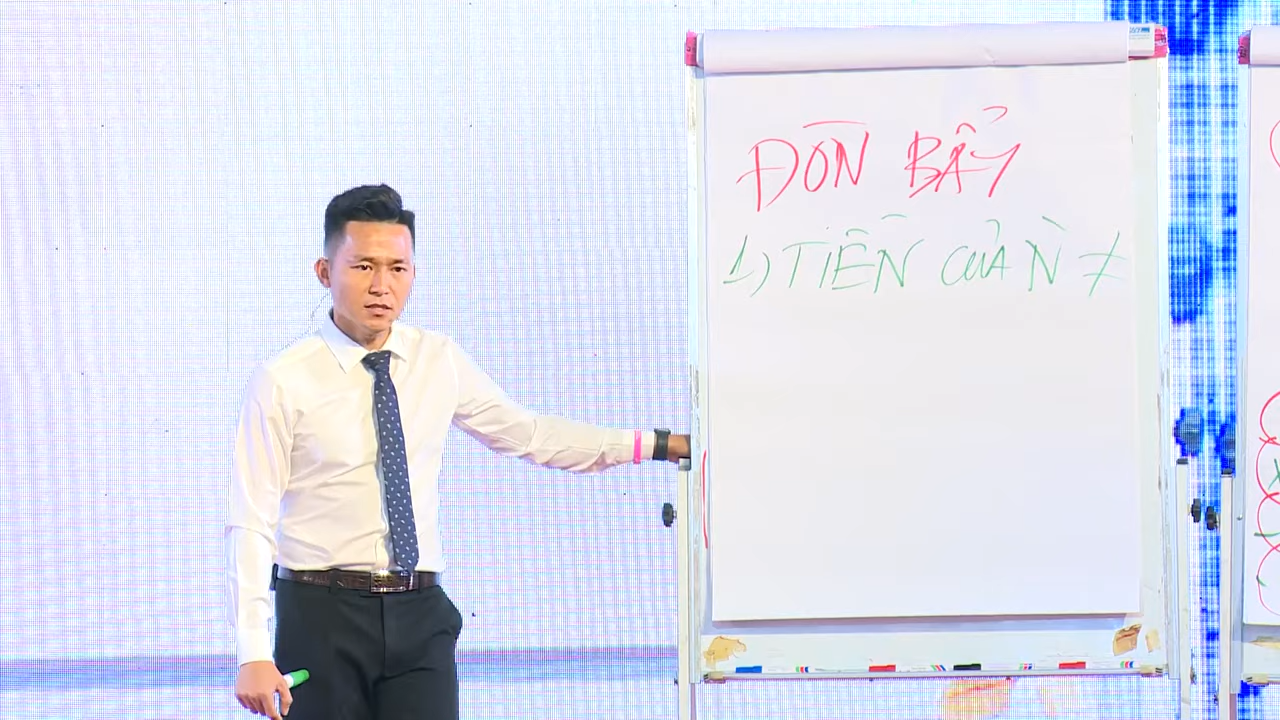 ĐÒN BẨY
1) TIỀN CỦA N ≠